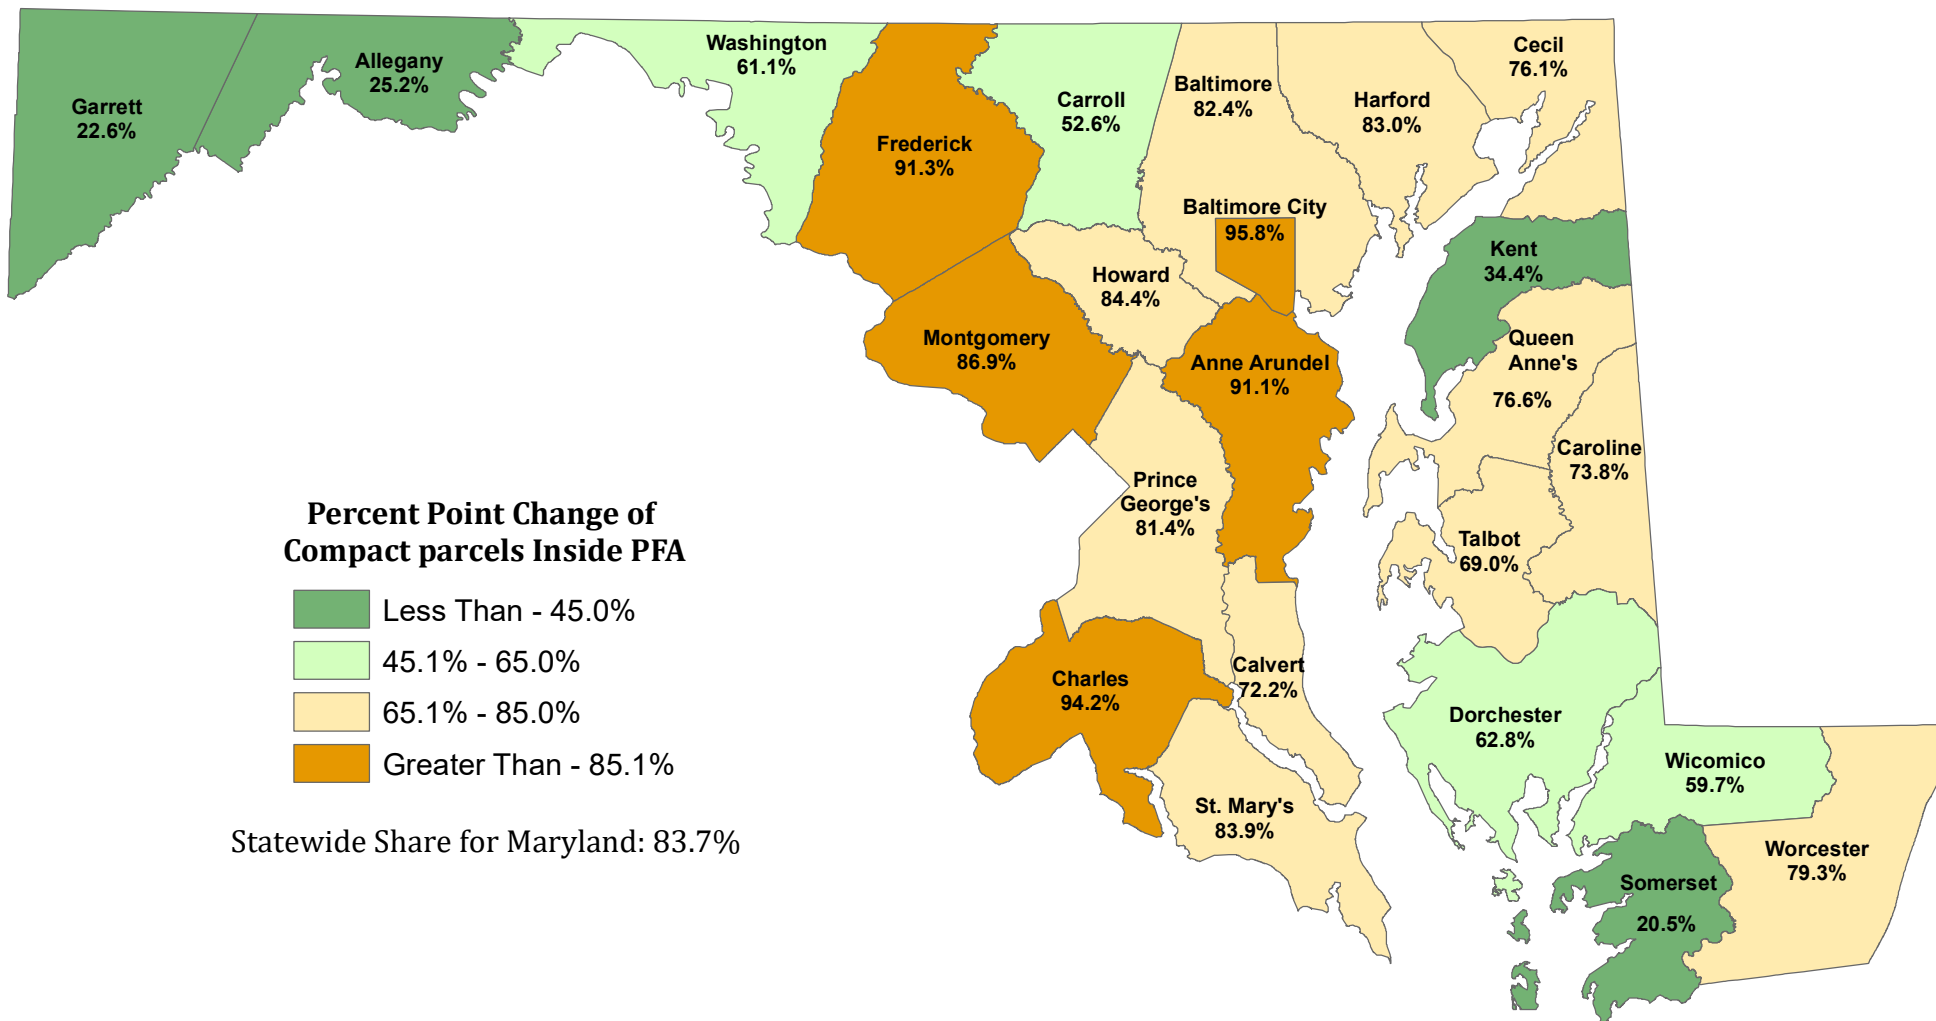 Garrett
22.6%
Allegany
25.2%
Washington
61.1%
Frederick
91.3%
Carroll
52.6%
Baltimore
82.4%
Harford
83.0%
Cecil
76.1%
Baltimore City
95.8%
Howard
84.4%
Montgomery
86.9%
Anne Arundel
91.1%
Kent
34.4%
Queen
Anne's
76.6%
Caroline
73.8%
Prince
George's
81.4%
Talbot
69.0%
Charles
94.2%
Calvert
72.2%
St. Mary's
83.9%
Dorchester
62.8%
Wicomico
59.7%
Worcester
79.3%
Somerset
20.5%
Percent Point Change of
Compact parcels Inside PFA
Less Than - 45.0%
45.1% - 65.0%
65.1% - 85.0%
Greater Than - 85.1%
Statewide Share for Maryland: 83.7%